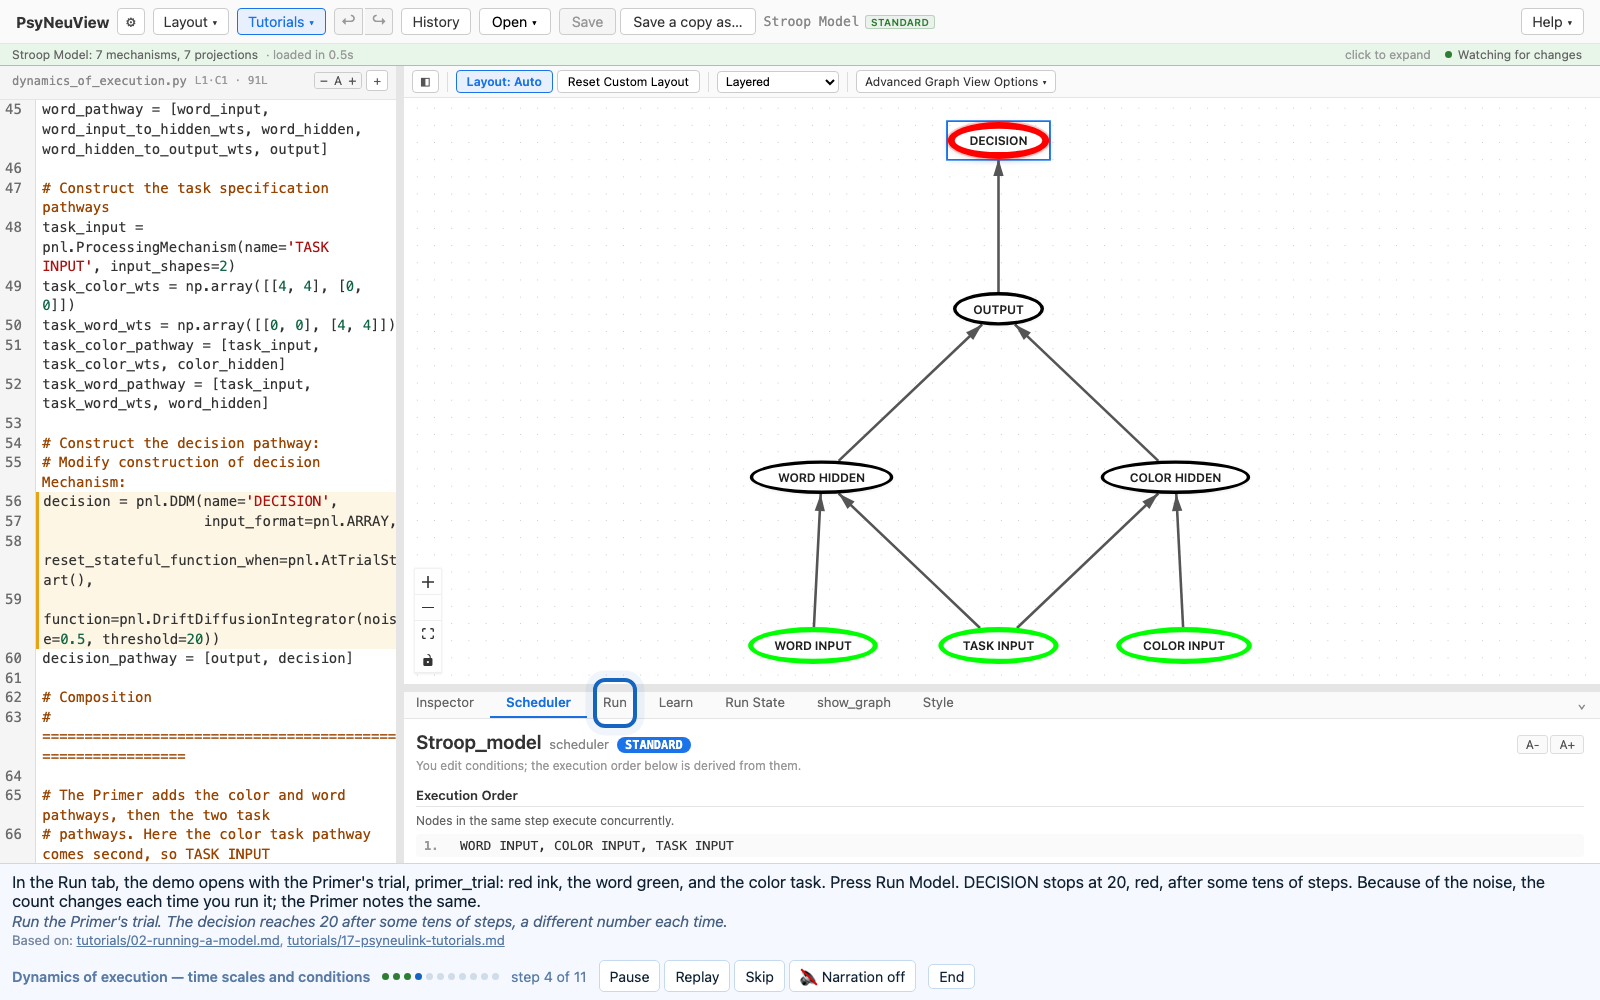 PsyNeuView ⚙ Layout ▾ Tutorials ▾ ↩ ↪ History Open ▾ Save Save a copy as... Stroop Model STANDARD Help ▾
Stroop Model: 7 mechanisms, 7 projections · loaded in 0.5s click to expand ● Watching for changes
dynamics_of_execution.py L1·C1 · 91L − A + +
45 word_pathway = [word_input,
word_input_to_hidden_wts, word_hidden,
word_hidden_to_output_wts, output]
46
47 # Construct the task specification
pathways
48 task_input =
pnl.ProcessingMechanism(name='TASK
INPUT', input_shapes=2)
49 task_color_wts = np.array([[4, 4], [0,
0]])
50 task_word_wts = np.array([[0, 0], [4, 4]])
51 task_color_pathway = [task_input,
task_color_wts, color_hidden]
52 task_word_pathway = [task_input,
task_word_wts, word_hidden]
53
54 # Construct the decision pathway:
55 # Modify construction of decision
Mechanism:
56 decision = pnl.DDM(name='DECISION',
57 input_format=pnl.ARRAY,
58
reset_stateful_function_when=pnl.AtTrialSt
art(),
59
function=pnl.DriftDiffusionIntegrator(nois
e=0.5, threshold=20))
60 decision_pathway = [output, decision]
61
62 # Composition
63 #
==========================================
=================
64
65 # The Primer adds the color and word
pathways, then the two task
66 # pathways. Here the color task pathway
comes second, so TASK INPUT
Layout: Auto Reset Custom Layout Layered Advanced Graph View Options ▾
DECISION
OUTPUT
WORD HIDDEN COLOR HIDDEN
WORD INPUT TASK INPUT COLOR INPUT
Inspector Scheduler Run Learn Run State show_graph Style
Stroop_model scheduler STANDARD A- A+
You edit conditions; the execution order below is derived from them.
Execution Order
Nodes in the same step execute concurrently.
1. WORD INPUT, COLOR INPUT, TASK INPUT
In the Run tab, the demo opens with the Primer's trial, primer_trial: red ink, the word green, and the color task. Press Run Model. DECISION stops at 20, red, after some tens of steps. Because of the noise, the
count changes each time you run it; the Primer notes the same.
Run the Primer's trial. The decision reaches 20 after some tens of steps, a different number each time.
Based on: tutorials/02-running-a-model.md, tutorials/17-psyneulink-tutorials.md
Dynamics of execution — time scales and conditions step 4 of 11 Pause Replay Skip Narration off End